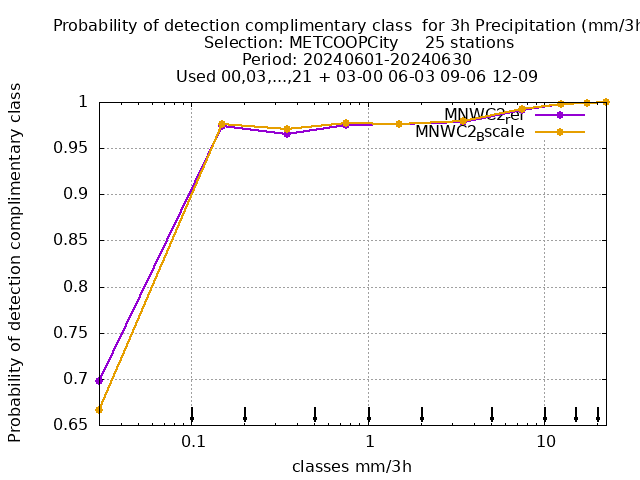 Probability of detection complimentary class  for 3h Precipitation (mm/3h
Selection: METCOOPCity     25 stations
Period: 20240601-20240630
Used 00,03,...,21 + 03-00 06-03 09-06 12-09
Probability of detection complimentary class
1
0.95
0.9
0.85
0.8
0.75
0.7
0.65
MNWC2rer
MNWC2Bscale
0.1
1
10
classes mm/3h